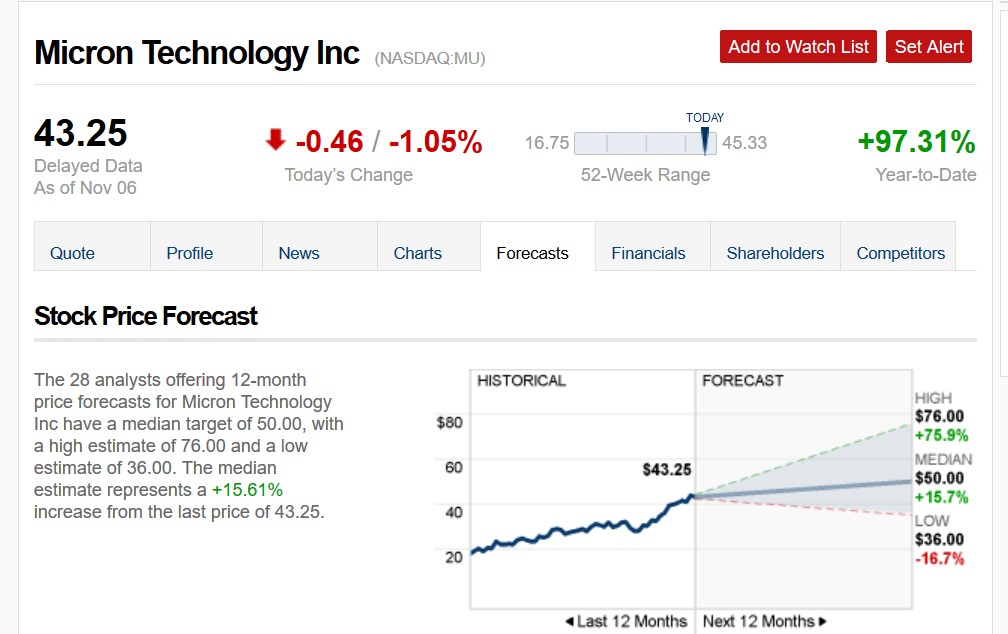 Micron Technology Inc (NASDAQ:MU)
Add to Watch List
Set Alert
43.25
Delayed Data
As of Nov 06
-0.46 / -1.05%
Today's Change
TODAY
16.75 45.33
52-Week Range
+97.31%
Year-to-Date
Quote Profile News Charts Forecasts Financials Shareholders Competitors
Stock Price Forecast
The 28 analysts offering 12-month
price forecasts for Micron Technology
Inc have a median target of 50.00, with
a high estimate of 76.00 and a low
estimate of 36.00. The median
estimate represents a +15.61%
increase from the last price of 43.25.
HISTORICAL FORECAST
$80
60
40
20
$43.25
HIGH
$76.00
+75.9%
MEDIAN
$50.00
+15.7%
LOW
$36.00
-16.7%
Last 12 Months Next 12 Months